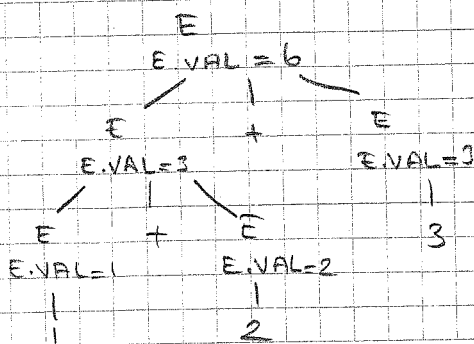 E
E.VAL = 6
E + E
E.VAL=3 E.VAL=3
E + E 3
E.VAL=1 E.VAL=2
1 2